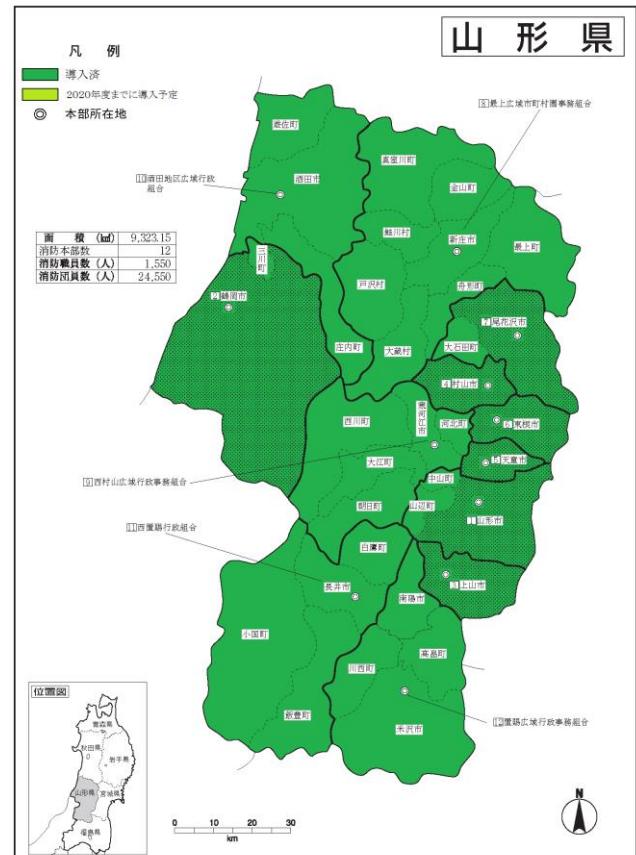 山形県
凡 例
導入済
2020年度までに導入予定
◎ 本部所在地
8最上広域市町村圏事務組合
遊佐町
真室川町
金山町
10酒田地区広域行政
組合
酒田市
鮭川村
新庄市
最上町
面 積 (㎢) 9,323.15
消防本部数 12
消防職員数 (人) 1,550
消防団員数 (人) 24,550
三川町
戸沢村
舟形町
2鶴岡市
7尾花沢市
庄内町
大蔵村
大石田町
4村山市
西川町
寒河江市
河北町
6東根市
大江町
5天童市
9西村山広域行政事務組合
中山町
朝日町
山辺町
1山形市
11西置賜行政組合
白鷹町
3上山市
長井市
南陽市
小国町
川西町
高畠町
飯豊町
米沢市
12置賜広域行政事務組合
位置図
青森県
秋田県
岩手県
山形県
宮城県
福島県
0 10 20 30
km
N